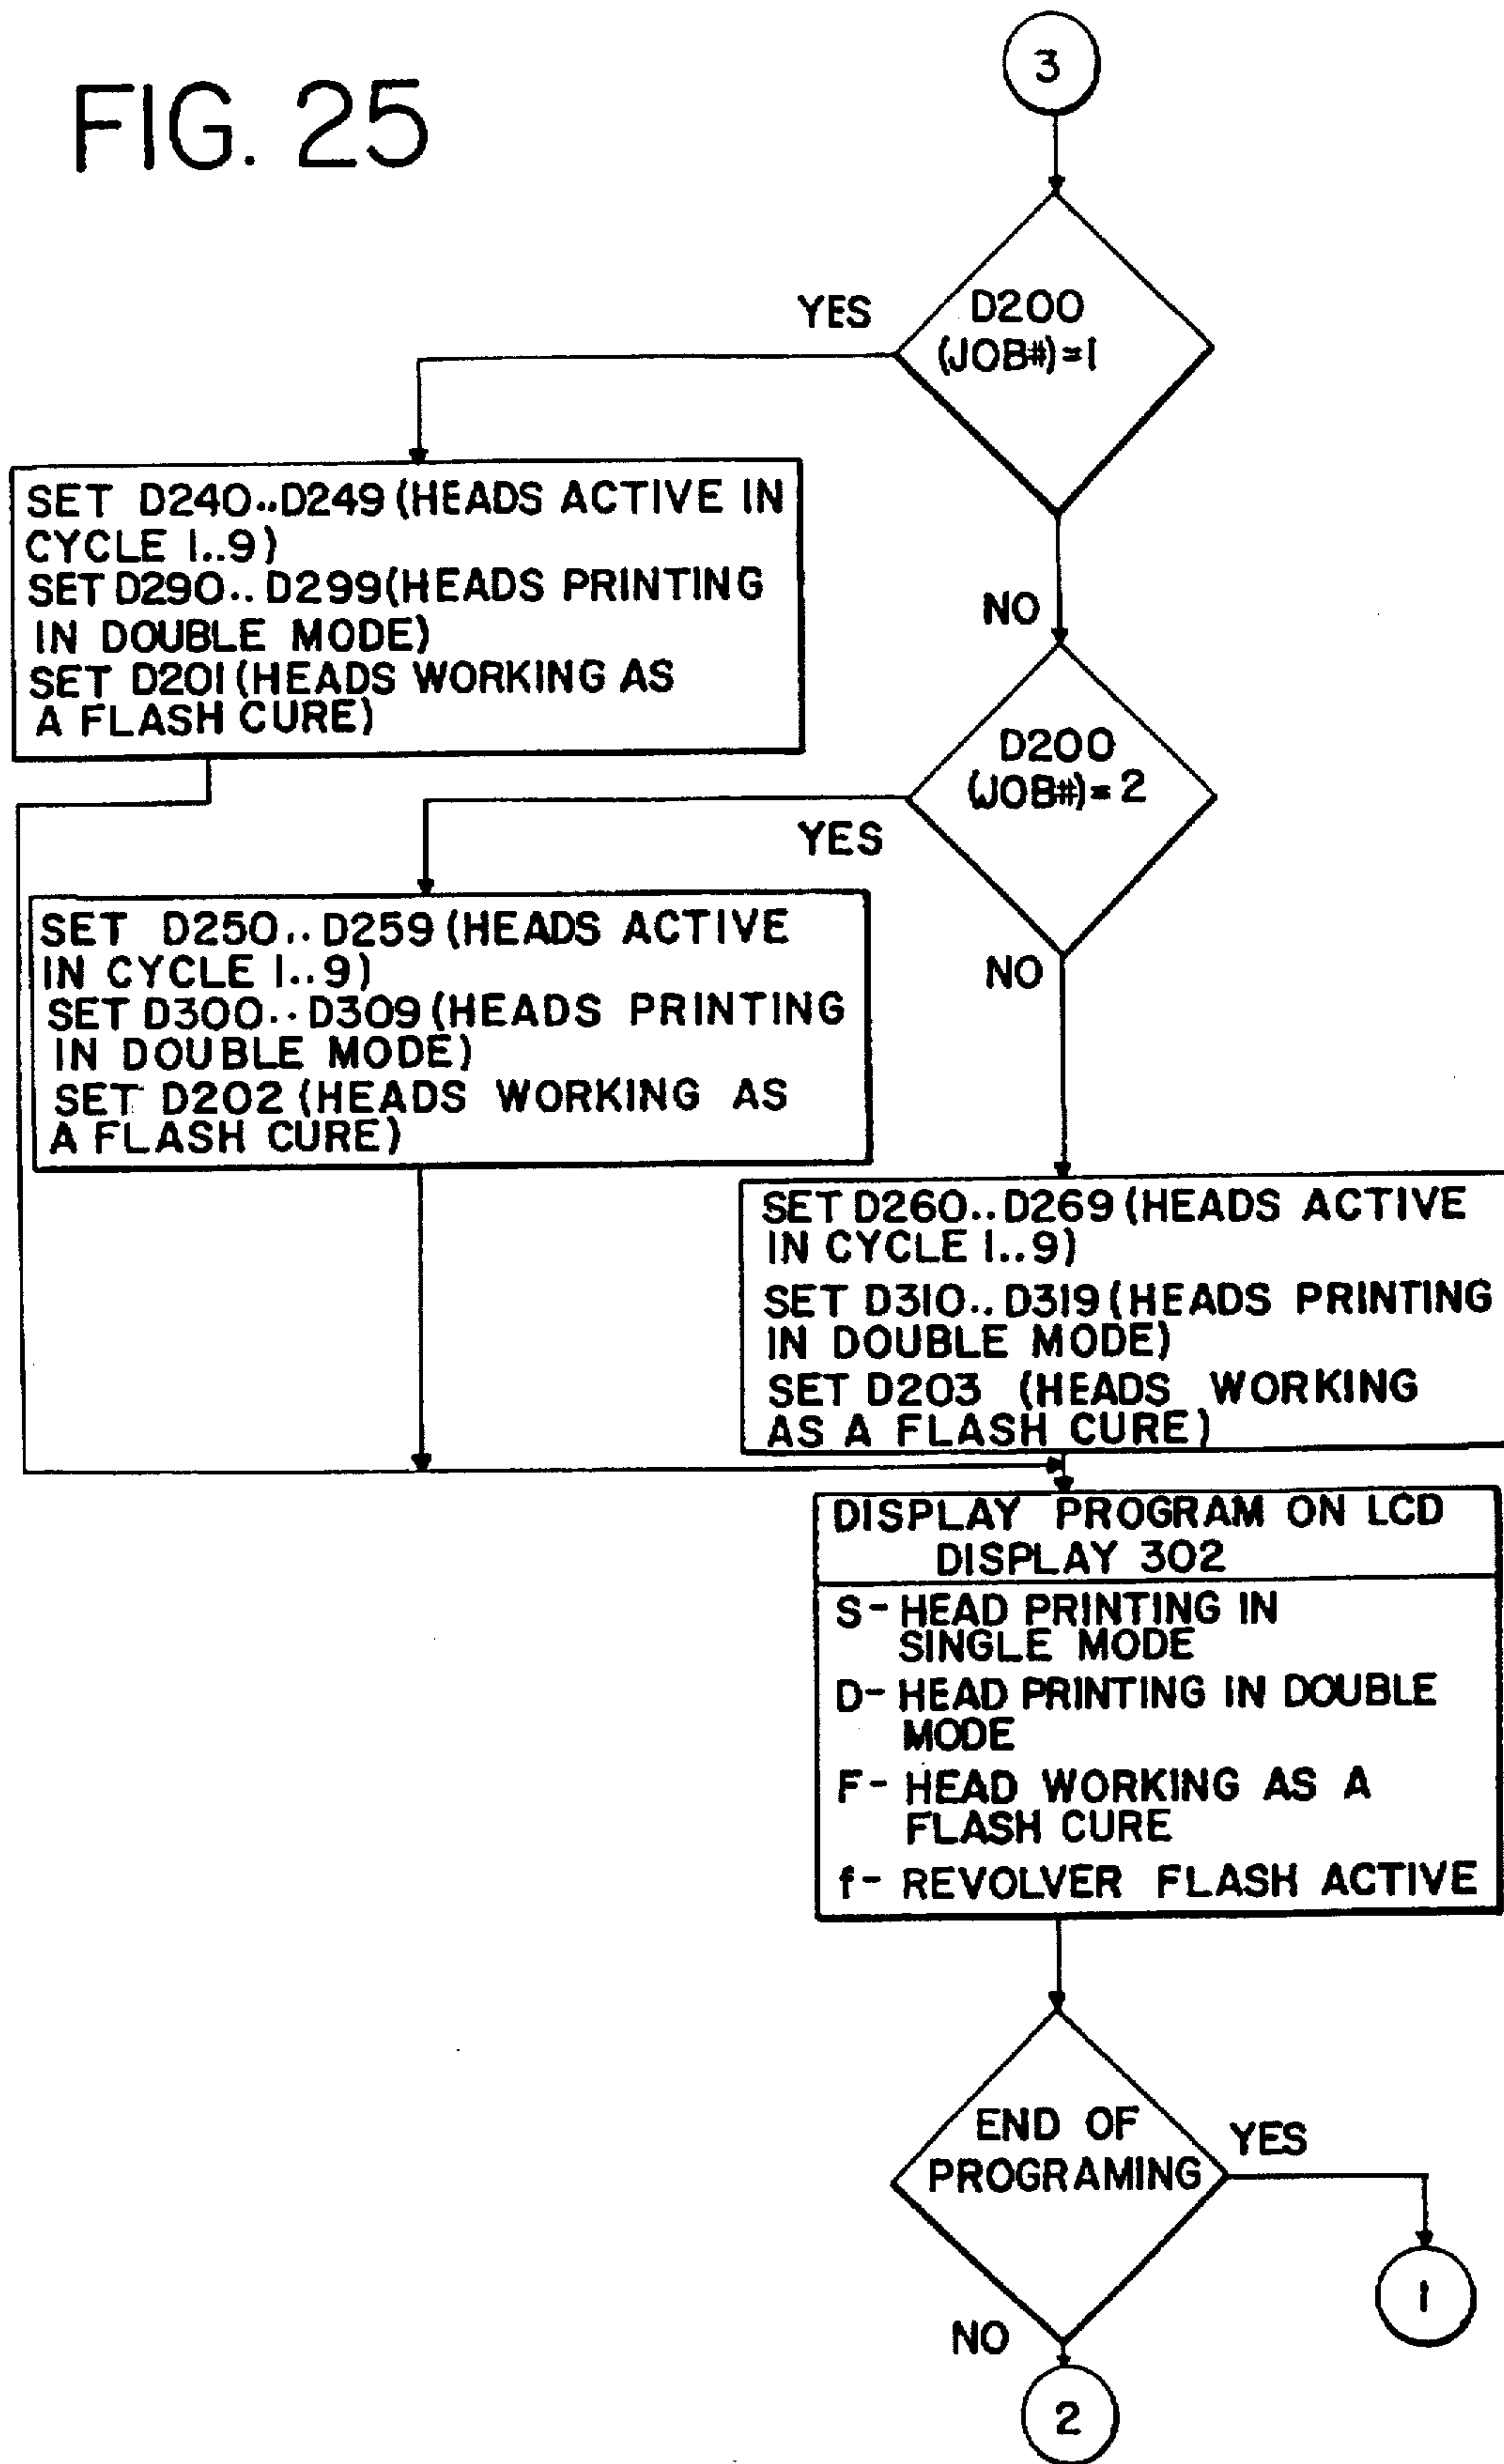 FIG. 25
3
D200
(JOB#)=1
YES
NO
SET D240..D249 (HEADS ACTIVE IN
CYCLE 1..9)
SET D290..D299(HEADS PRINTING
IN DOUBLE MODE)
SET D201 (HEADS WORKING AS
A FLASH CURE)
D200
(JOB#)=2
YES
NO
SET D250..D259 (HEADS ACTIVE
IN CYCLE 1..9)
SET D300..D309 (HEADS PRINTING
IN DOUBLE MODE)
SET D202 (HEADS WORKING AS
A FLASH CURE)
SET D260..D269 (HEADS ACTIVE
IN CYCLE 1..9)
SET D310..D319 (HEADS PRINTING
IN DOUBLE MODE)
SET D203 (HEADS WORKING
AS A FLASH CURE)
DISPLAY PROGRAM ON LCD
DISPLAY 302
S- HEAD PRINTING IN
SINGLE MODE
D- HEAD PRINTING IN DOUBLE
MODE
F- HEAD WORKING AS A
FLASH CURE
f- REVOLVER FLASH ACTIVE
END OF
PROGRAMING
YES
1
NO
2